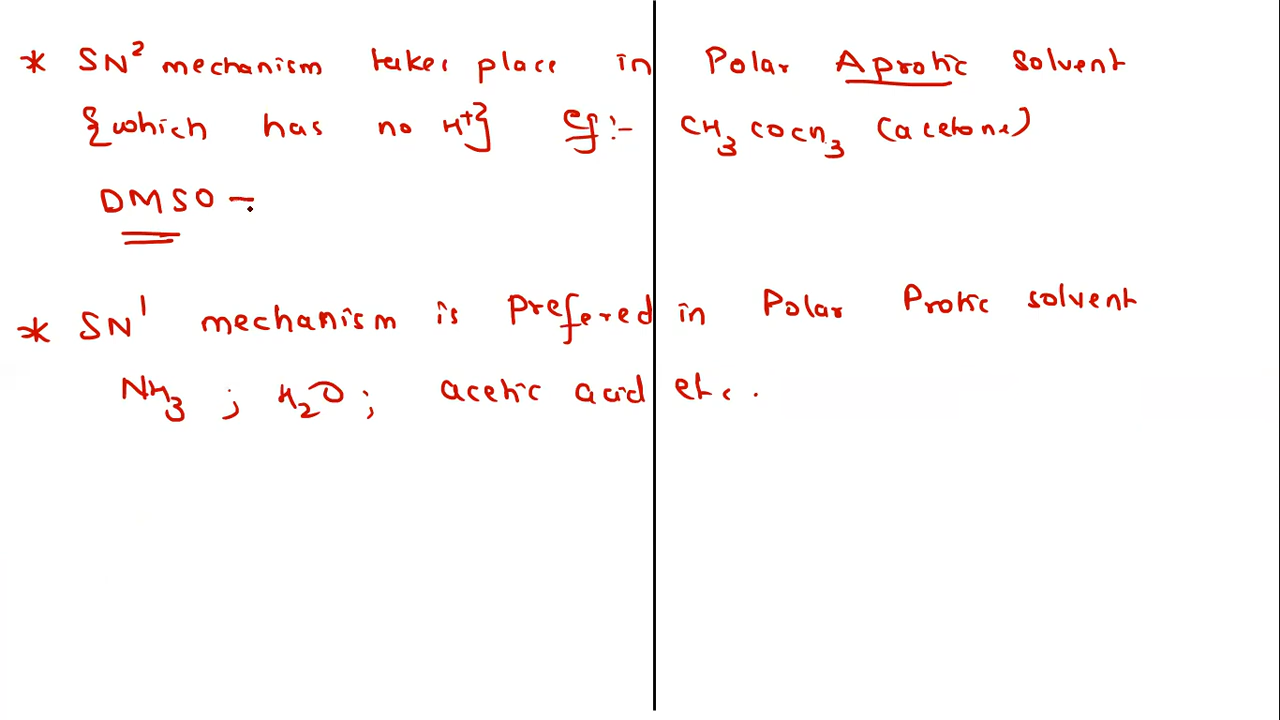 * SN² mechanism takes place in Polar Aprotic solvent
{which has no H⁺} eg:- CH₃COCH₃ (acetone)
DMSO -
* SN¹ mechanism is prefered in Polar Protic solvent
NH₃ ; H₂O ; acetic acid etc.